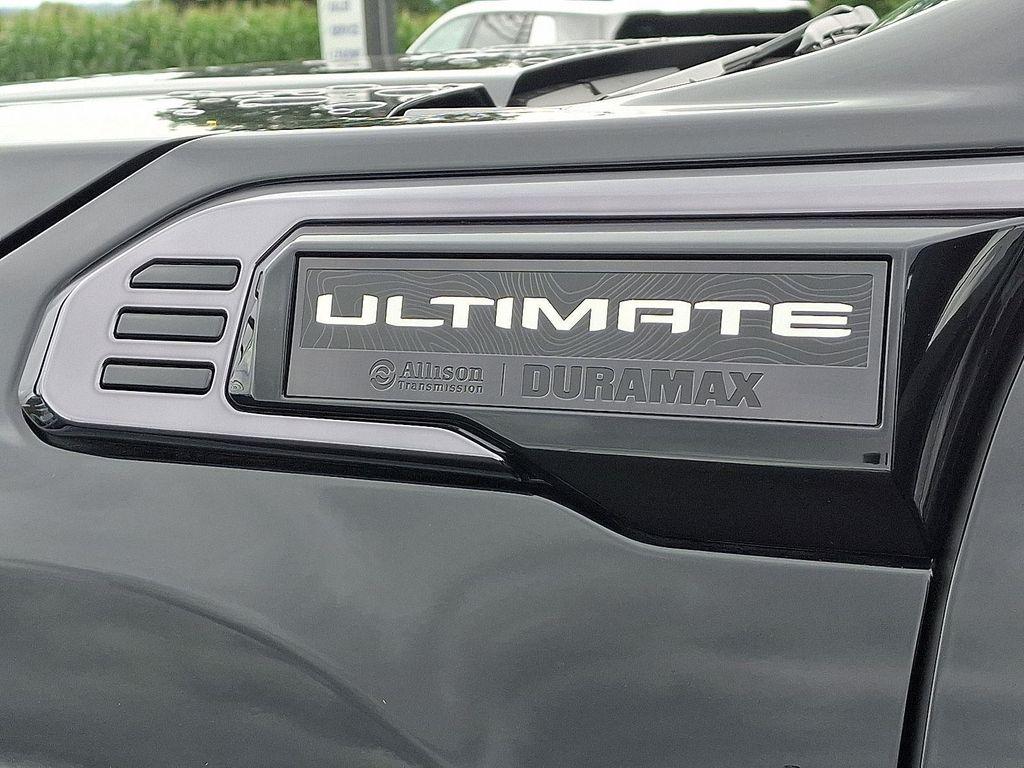 ULTIMATE
Allison
Transmission
DURAMAX